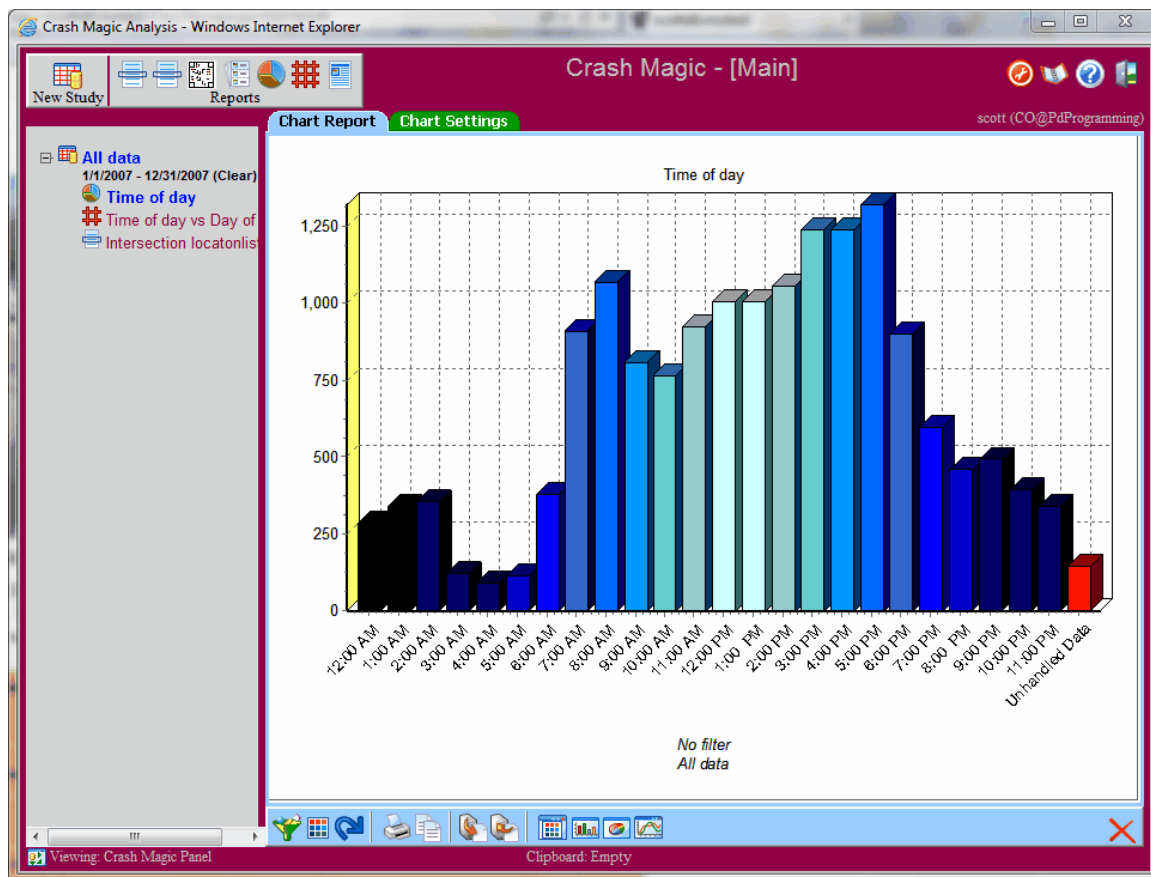 Crash Magic Analysis - Windows Internet Explorer
New Study
Reports
Crash Magic - [Main]
scott (CO@PdProgramming)
Chart Report
Chart Settings
All data
1/1/2007 - 12/31/2007 (Clear)
Time of day
Time of day vs Day of
Intersection locatonlis
Time of day
1,250
1,000
750
500
250
0
12:00 AM
1:00 AM
2:00 AM
3:00 AM
4:00 AM
5:00 AM
6:00 AM
7:00 AM
8:00 AM
9:00 AM
10:00 AM
11:00 AM
12:00 PM
1:00 PM
2:00 PM
3:00 PM
4:00 PM
5:00 PM
6:00 PM
7:00 PM
8:00 PM
9:00 PM
10:00 PM
11:00 PM
Unhandled Data
No filter
All data
Viewing: Crash Magic Panel
Clipboard: Empty